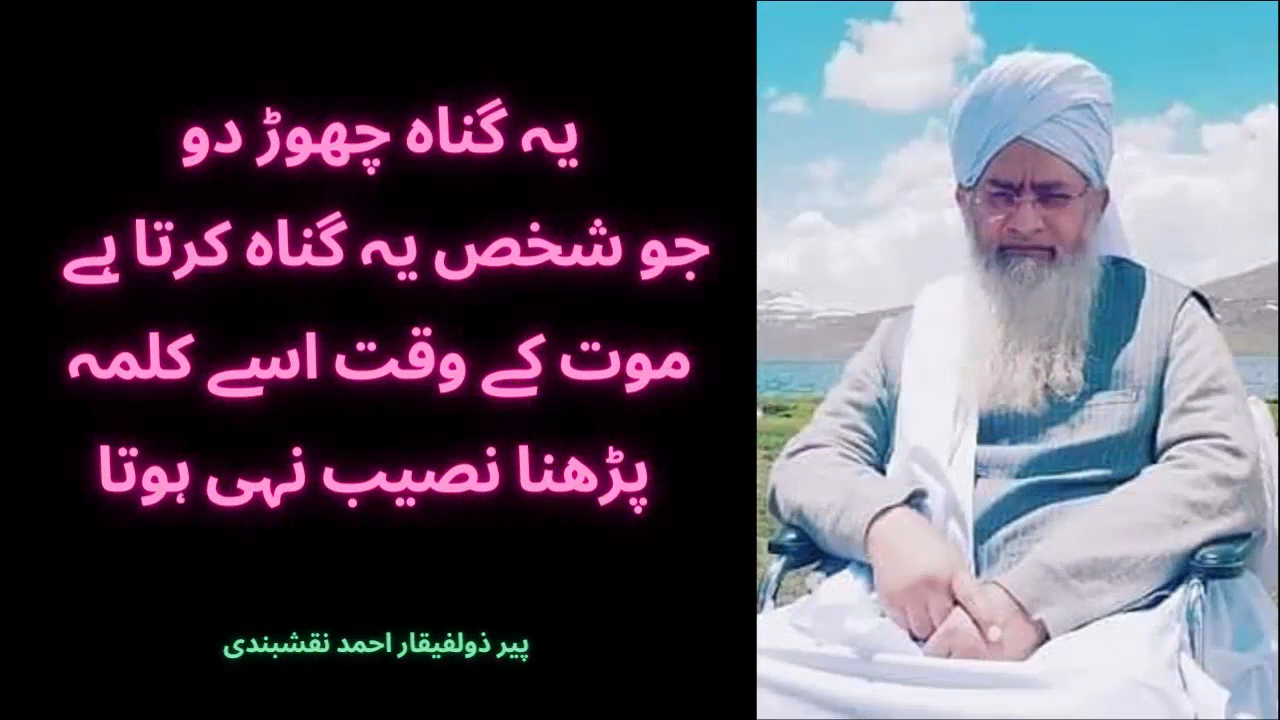 یہ گناہ چھوڑ دو
جو شخص یہ گناہ کرتا ہے
موت کے وقت اسے کلمہ
پڑھنا نصیب نہی ہوتا
پیر ذولفیقار احمد نقشبندی